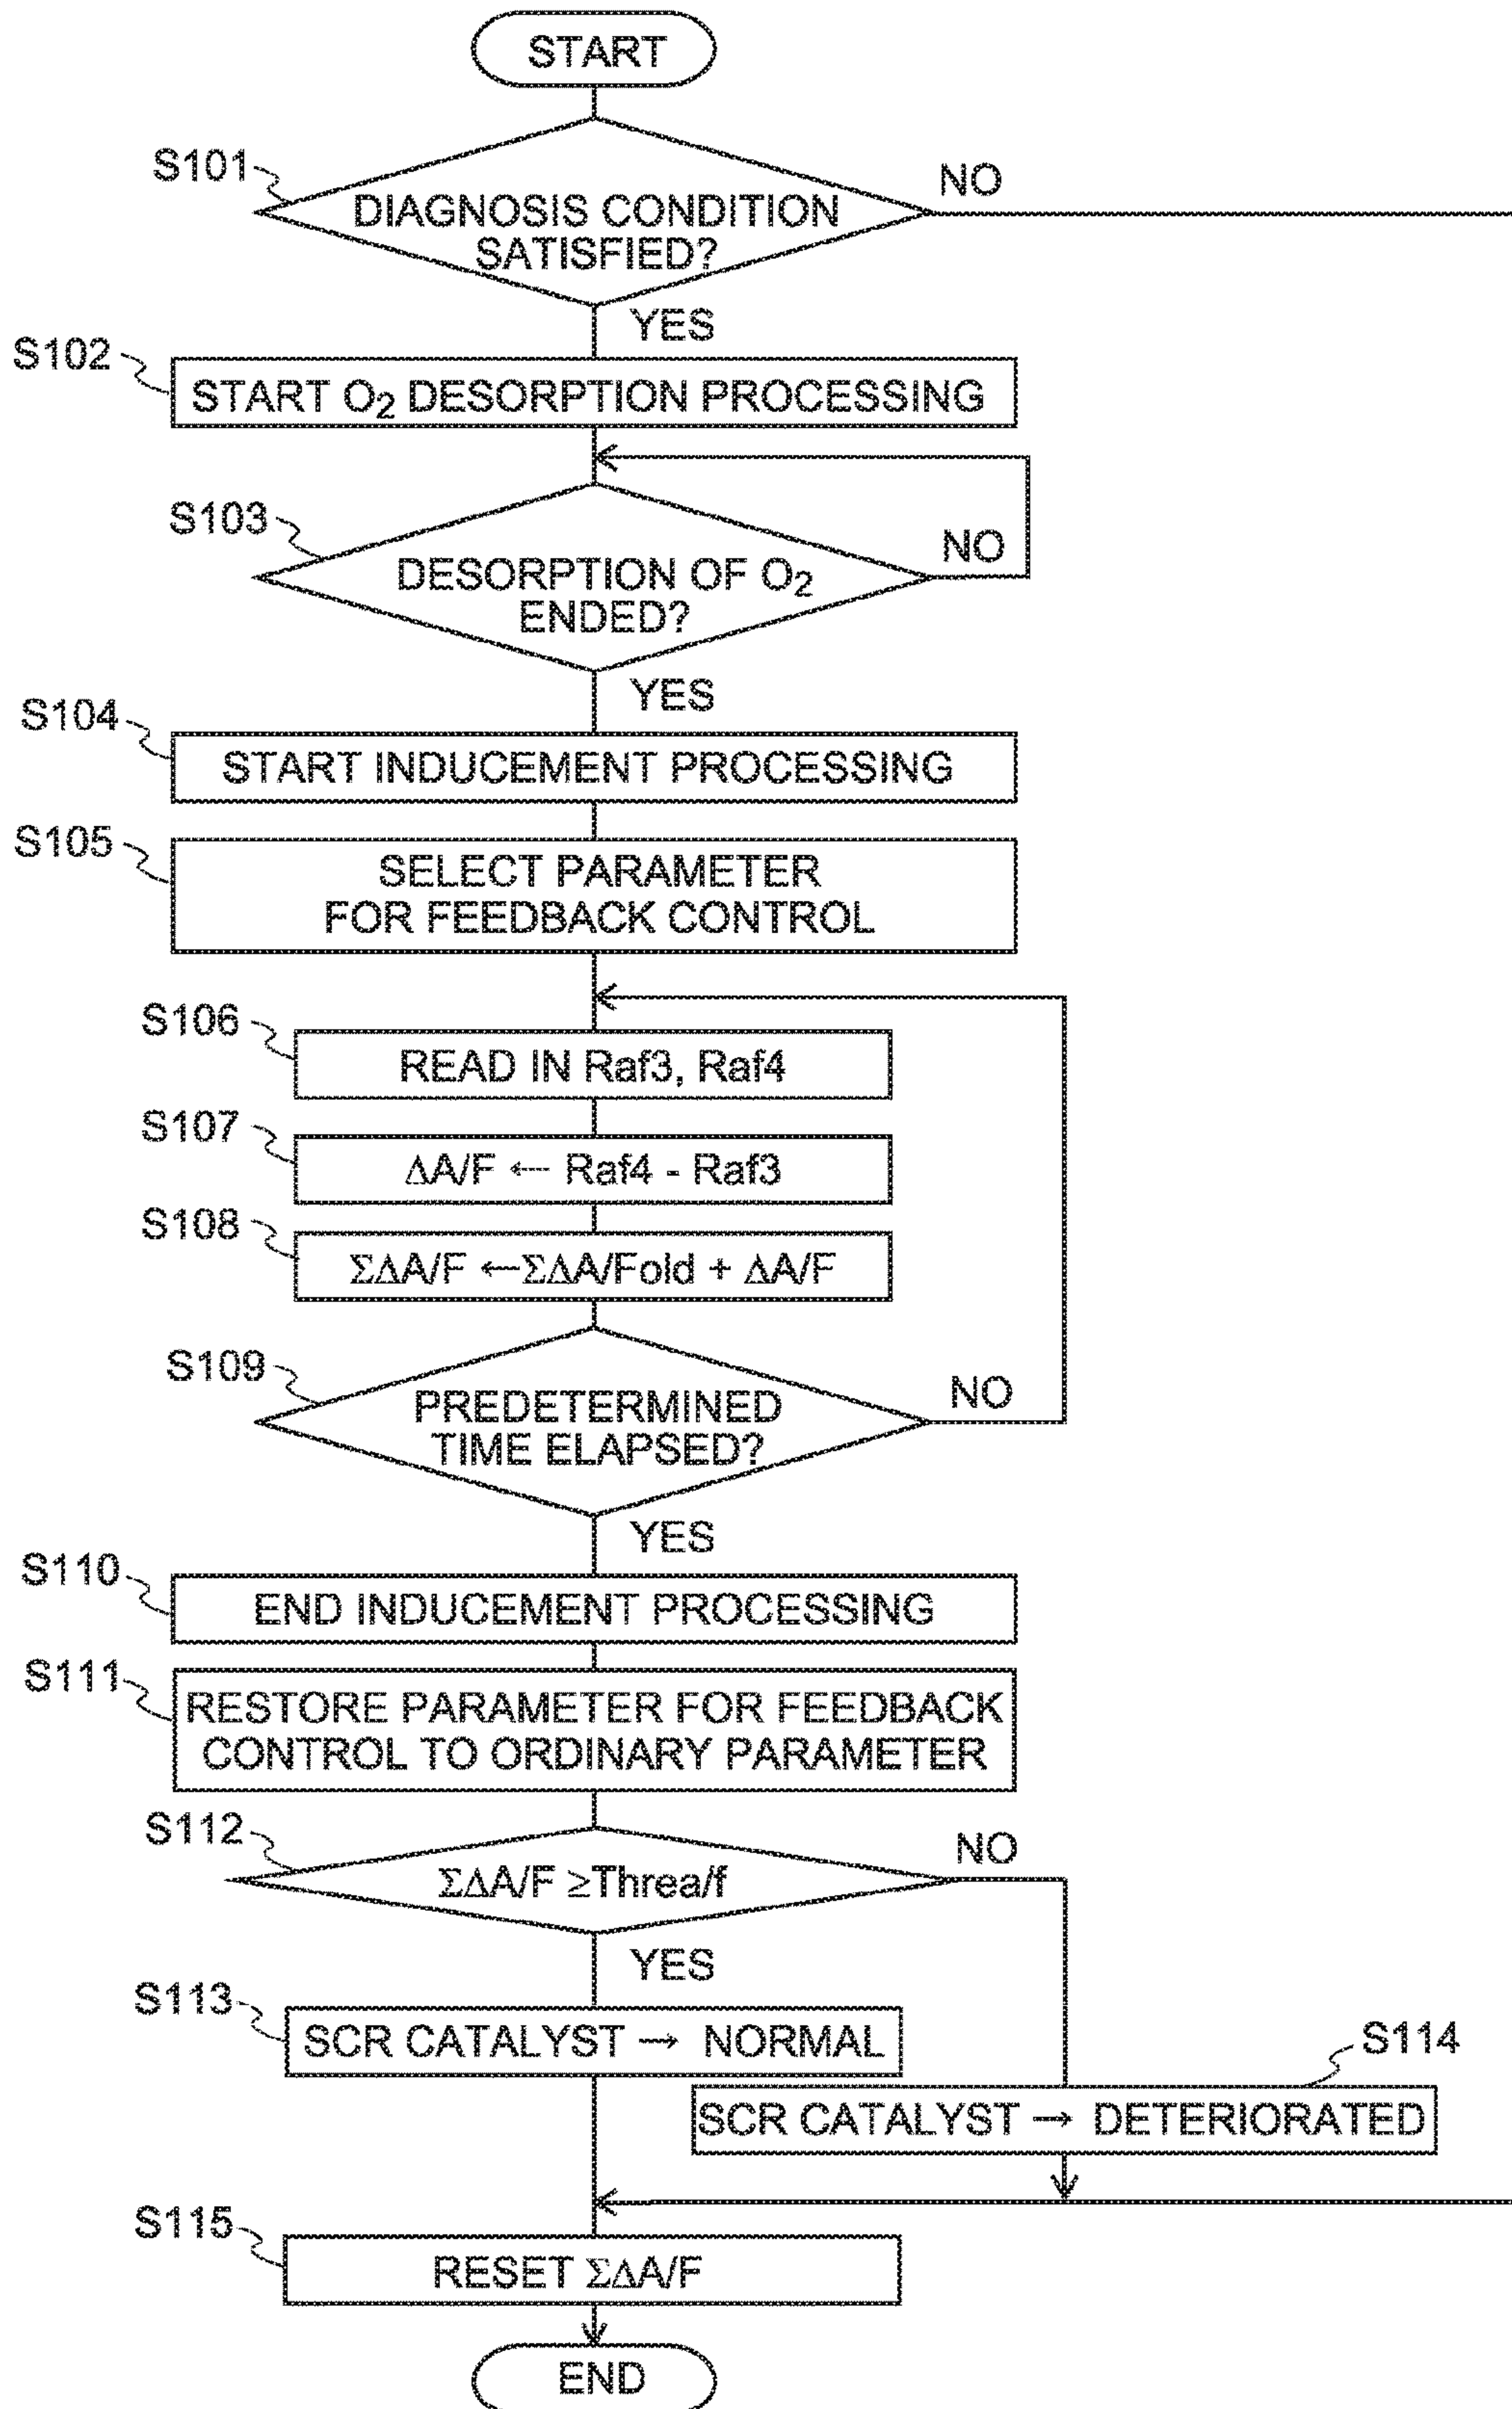 START
S101
NO
DIAGNOSIS CONDITION
SATISFIED?
YES
S102
START O₂ DESORPTION PROCESSING
S103
NO
DESORPTION OF O₂
ENDED?
YES
S104
START INDUCEMENT PROCESSING
S105
SELECT PARAMETER
FOR FEEDBACK CONTROL
S106
READ IN Raf3, Raf4
S107
ΔA/F ← Raf4 - Raf3
S108
ΣΔA/F ←ΣΔA/Fold + ΔA/F
S109
NO
PREDETERMINED
TIME ELAPSED?
YES
S110
END INDUCEMENT PROCESSING
S111
RESTORE PARAMETER FOR FEEDBACK
CONTROL TO ORDINARY PARAMETER
S112
NO
ΣΔA/F ≥Threa/f
YES
S113
SCR CATALYST → NORMAL
S114
SCR CATALYST → DETERIORATED
S115
RESET ΣΔA/F
END